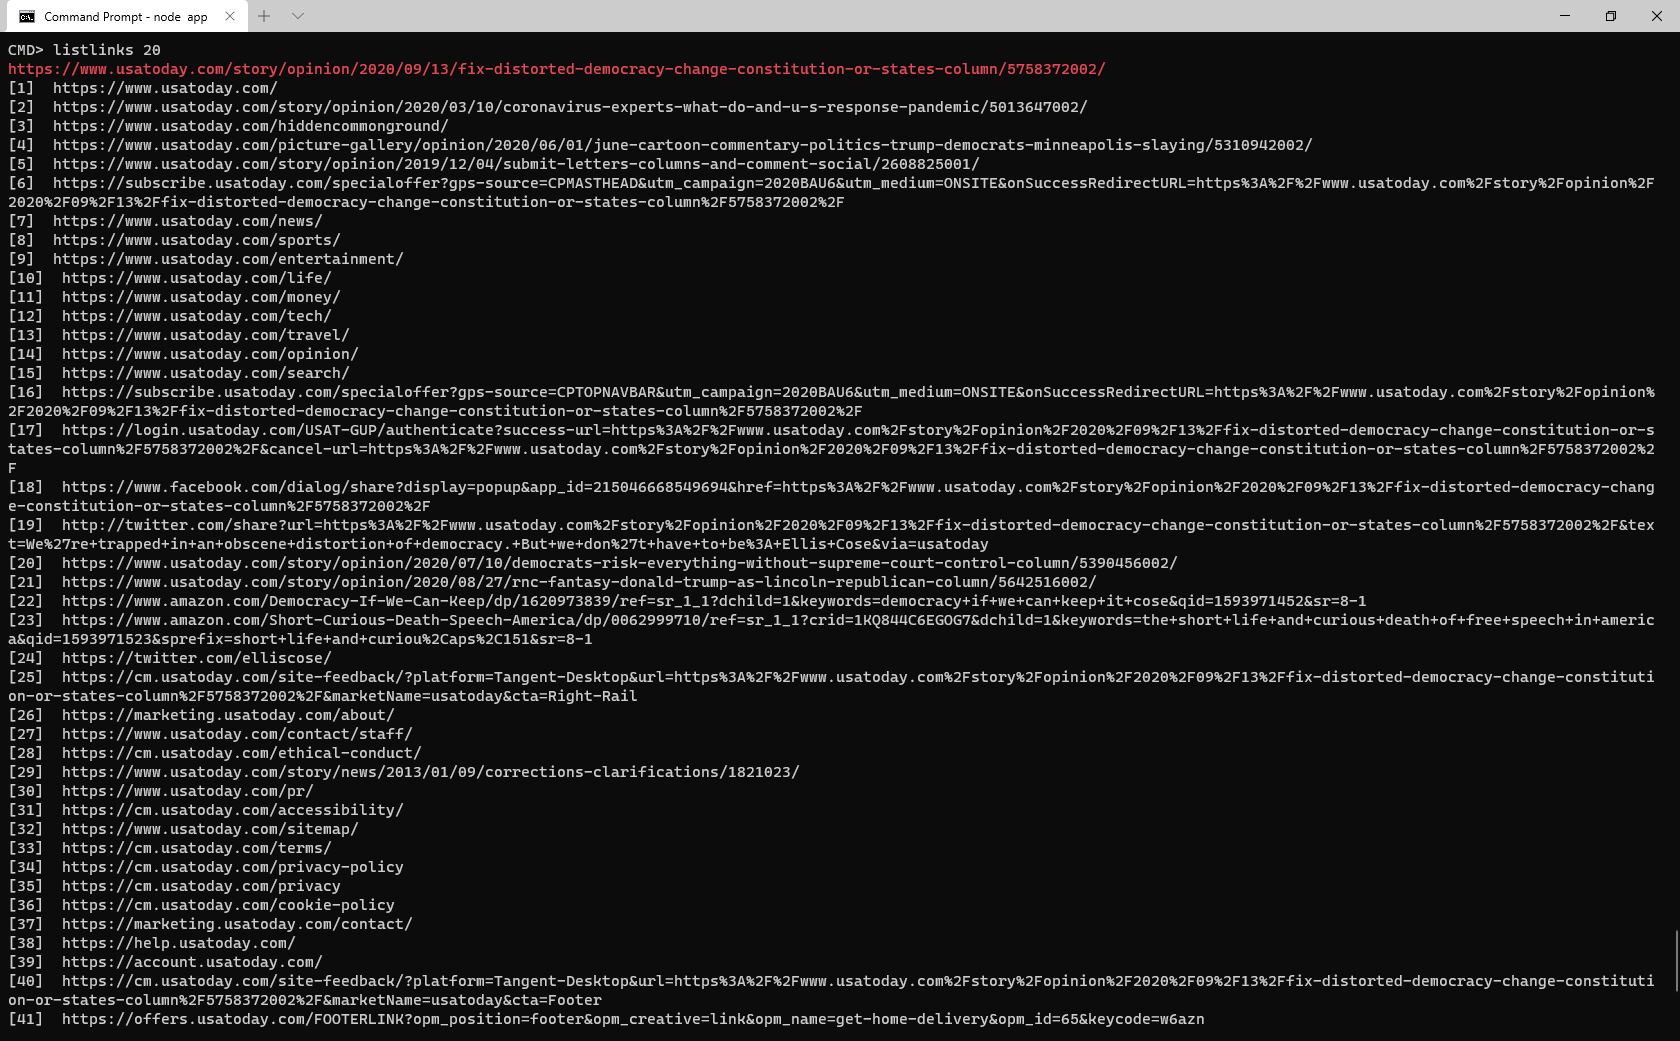 Command Prompt - node  app
CMD> listlinks 20
https://www.usatoday.com/story/opinion/2020/09/13/fix-distorted-democracy-change-constitution-or-states-column/5758372002/
[1]  https://www.usatoday.com/
[2]  https://www.usatoday.com/story/opinion/2020/03/10/coronavirus-experts-what-do-and-u-s-response-pandemic/5013647002/
[3]  https://www.usatoday.com/hiddencommonground/
[4]  https://www.usatoday.com/picture-gallery/opinion/2020/06/01/june-cartoon-commentary-politics-trump-democrats-minneapolis-slaying/5310942002/
[5]  https://www.usatoday.com/story/opinion/2019/12/04/submit-letters-columns-and-comment-social/2608825001/
[6]  https://subscribe.usatoday.com/specialoffer?gps-source=CPMASTHEAD&utm_campaign=2020BAU6&utm_medium=ONSITE&onSuccessRedirectURL=https%3A%2F%2Fwww.usatoday.com%2Fstory%2Fopinion%2F
2020%2F09%2F13%2Ffix-distorted-democracy-change-constitution-or-states-column%2F5758372002%2F
[7]  https://www.usatoday.com/news/
[8]  https://www.usatoday.com/sports/
[9]  https://www.usatoday.com/entertainment/
[10]  https://www.usatoday.com/life/
[11]  https://www.usatoday.com/money/
[12]  https://www.usatoday.com/tech/
[13]  https://www.usatoday.com/travel/
[14]  https://www.usatoday.com/opinion/
[15]  https://www.usatoday.com/search/
[16]  https://subscribe.usatoday.com/specialoffer?gps-source=CPTOPNAVBAR&utm_campaign=2020BAU6&utm_medium=ONSITE&onSuccessRedirectURL=https%3A%2F%2Fwww.usatoday.com%2Fstory%2Fopinion%
2F2020%2F09%2F13%2Ffix-distorted-democracy-change-constitution-or-states-column%2F5758372002%2F
[17]  https://login.usatoday.com/USAT-GUP/authenticate?success-url=https%3A%2F%2Fwww.usatoday.com%2Fstory%2Fopinion%2F2020%2F09%2F13%2Ffix-distorted-democracy-change-constitution-or-s
tates-column%2F5758372002%2F&cancel-url=https%3A%2F%2Fwww.usatoday.com%2Fstory%2Fopinion%2F2020%2F09%2F13%2Ffix-distorted-democracy-change-constitution-or-states-column%2F5758372002%2
F
[18]  https://www.facebook.com/dialog/share?display=popup&app_id=215046668549694&href=https%3A%2F%2Fwww.usatoday.com%2Fstory%2Fopinion%2F2020%2F09%2F13%2Ffix-distorted-democracy-chang
e-constitution-or-states-column%2F5758372002%2F
[19]  http://twitter.com/share?url=https%3A%2F%2Fwww.usatoday.com%2Fstory%2Fopinion%2F2020%2F09%2F13%2Ffix-distorted-democracy-change-constitution-or-states-column%2F5758372002%2F&tex
t=We%27re+trapped+in+an+obscene+distortion+of+democracy.+But+we+don%27t+have+to+be%3A+Ellis+Cose&via=usatoday
[20]  https://www.usatoday.com/story/opinion/2020/07/10/democrats-risk-everything-without-supreme-court-control-column/5390456002/
[21]  https://www.usatoday.com/story/opinion/2020/08/27/rnc-fantasy-donald-trump-as-lincoln-republican-column/5642516002/
[22]  https://www.amazon.com/Democracy-If-We-Can-Keep/dp/1620973839/ref=sr_1_1?dchild=1&keywords=democracy+if+we+can+keep+it+cose&qid=1593971452&sr=8-1
[23]  https://www.amazon.com/Short-Curious-Death-Speech-America/dp/0062999710/ref=sr_1_1?crid=1KQ844C6EGOG7&dchild=1&keywords=the+short+life+and+curious+death+of+free+speech+in+americ
a&qid=1593971523&sprefix=short+life+and+curiou%2Caps%2C151&sr=8-1
[24]  https://twitter.com/elliscose/
[25]  https://cm.usatoday.com/site-feedback/?platform=Tangent-Desktop&url=https%3A%2F%2Fwww.usatoday.com%2Fstory%2Fopinion%2F2020%2F09%2F13%2Ffix-distorted-democracy-change-constituti
on-or-states-column%2F5758372002%2F&marketName=usatoday&cta=Right-Rail
[26]  https://marketing.usatoday.com/about/
[27]  https://www.usatoday.com/contact/staff/
[28]  https://cm.usatoday.com/ethical-conduct/
[29]  https://www.usatoday.com/story/news/2013/01/09/corrections-clarifications/1821023/
[30]  https://www.usatoday.com/pr/
[31]  https://cm.usatoday.com/accessibility/
[32]  https://www.usatoday.com/sitemap/
[33]  https://cm.usatoday.com/terms/
[34]  https://cm.usatoday.com/privacy-policy
[35]  https://cm.usatoday.com/privacy
[36]  https://cm.usatoday.com/cookie-policy
[37]  https://marketing.usatoday.com/contact/
[38]  https://help.usatoday.com/
[39]  https://account.usatoday.com/
[40]  https://cm.usatoday.com/site-feedback/?platform=Tangent-Desktop&url=https%3A%2F%2Fwww.usatoday.com%2Fstory%2Fopinion%2F2020%2F09%2F13%2Ffix-distorted-democracy-change-constituti
on-or-states-column%2F5758372002%2F&marketName=usatoday&cta=Footer
[41]  https://offers.usatoday.com/FOOTERLINK?opm_position=footer&opm_creative=link&opm_name=get-home-delivery&opm_id=65&keycode=w6azn